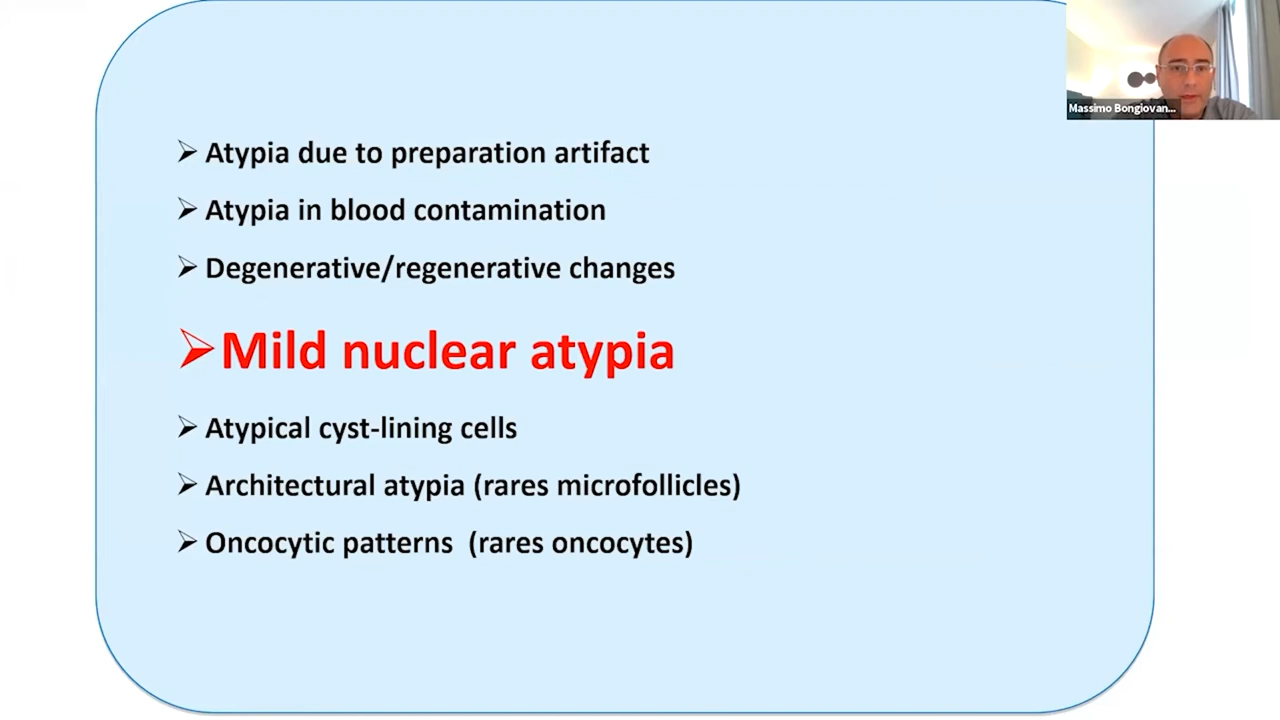 Atypia due to preparation artifact
Atypia in blood contamination
Degenerative/regenerative changes
Mild nuclear atypia
Atypical cyst-lining cells
Architectural atypia (rares microfollicles)
Oncocytic patterns (rares oncocytes)
Massimo Bongiovan...